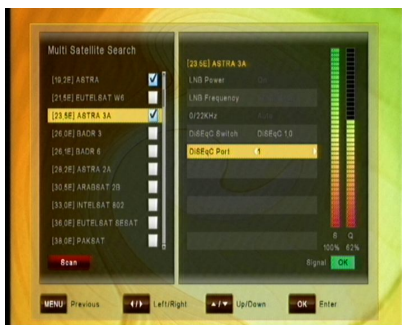 Multi Satellite Search
[19,2E] ASTRA
[21,5E] EUTELSAT W6
[23,5E] ASTRA 3A
[26,0E] BADR 3
[26,1E] BADR 6
[28,2E] ASTRA 2A
[30,5E] ARABSAT 2B
[33,0E] INTELSAT 802
[36,0E] EUTELSAT SESAT
[38,0E] PAKSAT
Scan
[23.5E] ASTRA 3A
LNB Power On
LNB Frequency
0/22KHz Auto
DiSEqC Switch DiSEqC 1.0
DiSEqC Port 1
S Q
100% 62%
Signal OK
MENU Previous Left/Right Up/Down OK Enter